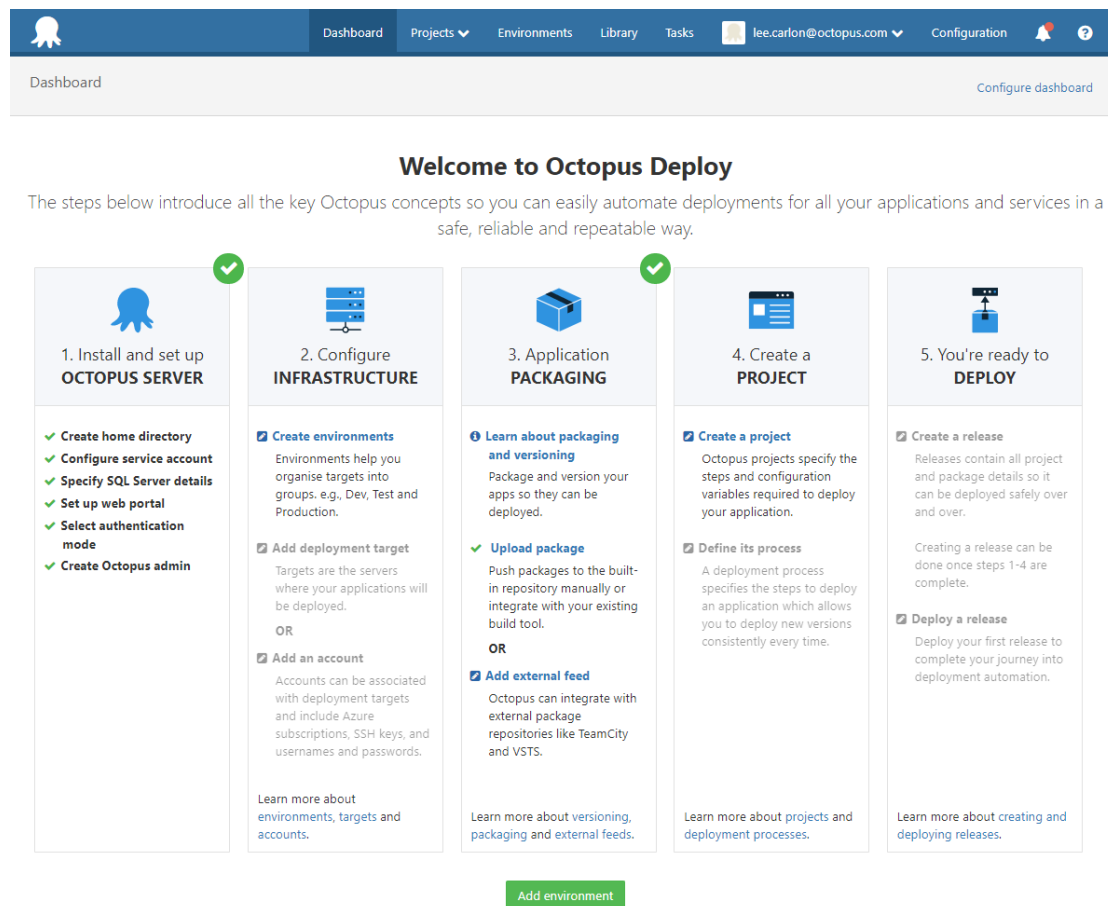 Dashboard Projects Environments Library Tasks lee.carlon@octopus.com Configuration
Dashboard
Configure dashboard
Welcome to Octopus Deploy
The steps below introduce all the key Octopus concepts so you can easily automate deployments for all your applications and services in a
safe, reliable and repeatable way.
1. Install and set up
OCTOPUS SERVER
Create home directory
Configure service account
Specify SQL Server details
Set up web portal
Select authentication
mode
Create Octopus admin
2. Configure
INFRASTRUCTURE
Create environments
Environments help you
organise targets into
groups. e.g., Dev, Test and
Production.
Add deployment target
Targets are the servers
where your applications will
be deployed.
OR
Add an account
Accounts can be associated
with deployment targets
and include Azure
subscriptions, SSH keys, and
usernames and passwords.
Learn more about
environments, targets and
accounts.
3. Application
PACKAGING
Learn about packaging
and versioning
Package and version your
apps so they can be
deployed.
Upload package
Push packages to the built-
in repository manually or
integrate with your existing
build tool.
OR
Add external feed
Octopus can integrate with
external package
repositories like TeamCity
and VSTS.
Learn more about versioning,
packaging and external feeds.
4. Create a
PROJECT
Create a project
Octopus projects specify the
steps and configuration
variables required to deploy
your application.
Define its process
A deployment process
specifies the steps to deploy
an application which allows
you to deploy new versions
consistently every time.
Learn more about projects and
deployment processes.
5. You're ready to
DEPLOY
Create a release
Releases contain all project
and package details so it
can be deployed safely over
and over.
Creating a release can be
done once steps 1-4 are
complete.
Deploy a release
Deploy your first release to
complete your journey into
deployment automation.
Learn more about creating and
deploying releases.
Add environment